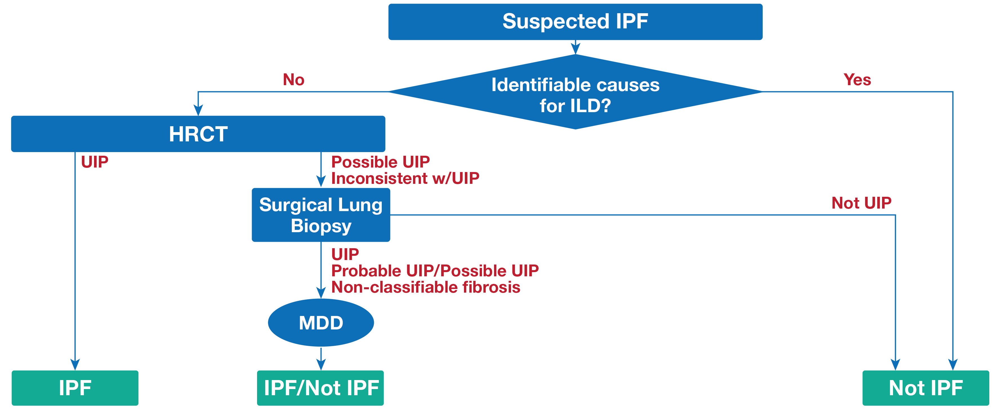 Suspected IPF
No
Yes
Identifiable causes
for ILD?
HRCT
UIP
Possible UIP
Inconsistent w/UIP
Surgical Lung
Biopsy
Not UIP
UIP
Probable UIP/Possible UIP
Non-classifiable fibrosis
MDD
IPF
IPF/Not IPF
Not IPF